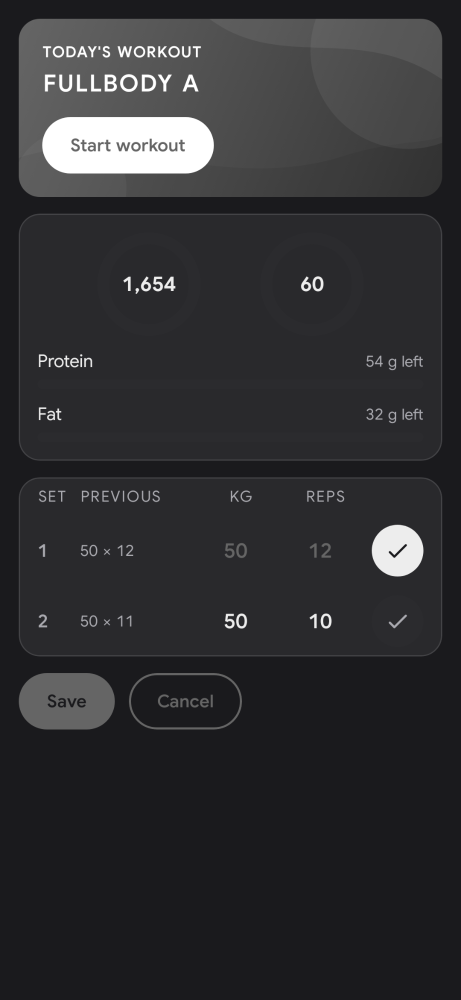 TODAY'S WORKOUT
FULLBODY A
Start workout
1,654 60
Protein 54 g left
Fat 32 g left
SET PREVIOUS KG REPS
1 50 × 12 50 12
2 50 × 11 50 10
Save Cancel